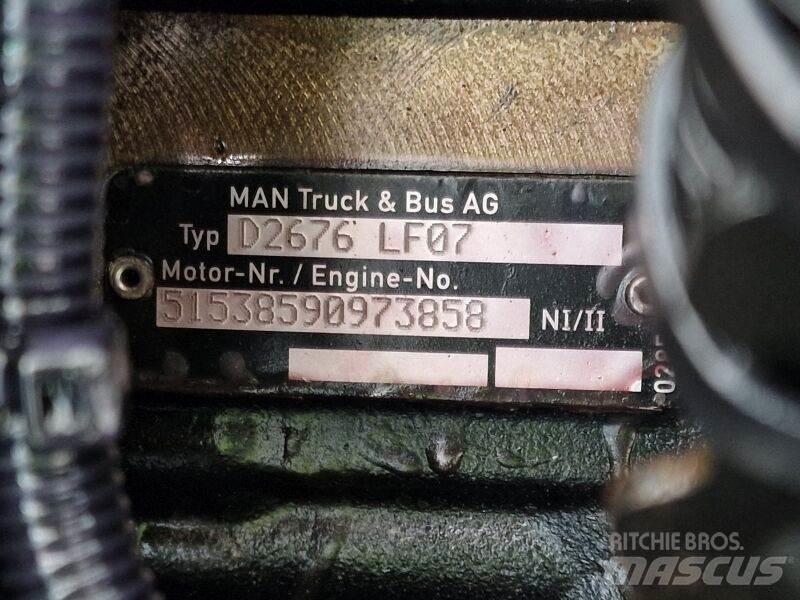 MAN Truck & Bus AG
Typ D2676 LF07
Motor-Nr. / Engine-No.
51538590973858 NI/II
RITCHIE BROS.
MASCUS